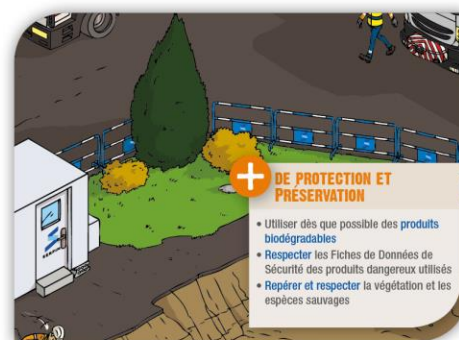 + DE PROTECTION ET
PRÉSERVATION
• Utiliser dès que possible des produits
biodégradables
• Respecter les Fiches de Données de
Sécurité des produits dangereux utilisés
• Repérer et respecter la végétation et les
espèces sauvages